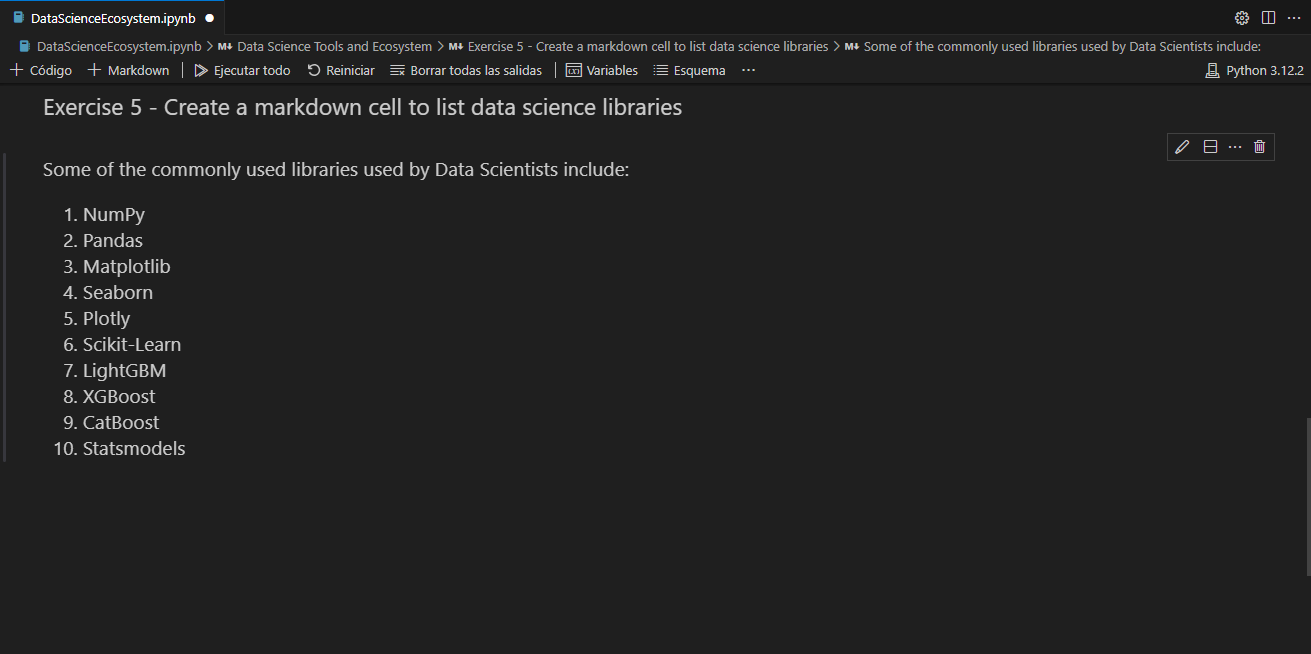 DataScienceEcosystem.ipynb
DataScienceEcosystem.ipynb > M↓ Data Science Tools and Ecosystem > M↓ Exercise 5 - Create a markdown cell to list data science libraries > M↓ Some of the commonly used libraries used by Data Scientists include:
+ Código + Markdown | Ejecutar todo Reiniciar Borrar todas las salidas | Variables Esquema ··· Python 3.12.2
Exercise 5 - Create a markdown cell to list data science libraries
Some of the commonly used libraries used by Data Scientists include:
1. NumPy
2. Pandas
3. Matplotlib
4. Seaborn
5. Plotly
6. Scikit-Learn
7. LightGBM
8. XGBoost
9. CatBoost
10. Statsmodels